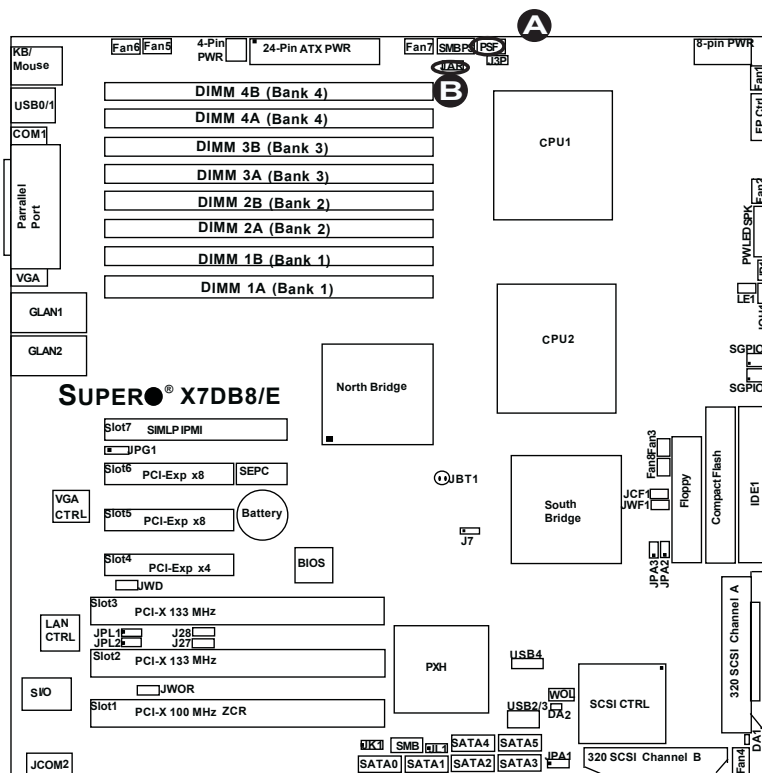 A
KB/
Mouse
Fan6
Fan5
4-Pin
PWR
24-Pin ATX PWR
Fan7
SMBPS
PSF
J3P
JAR
8-pin PWR
B
Fan1
FP Ctrl
USB0/1
COM1
Parrallel
Port
VGA
GLAN1
GLAN2
DIMM 4B (Bank 4)
DIMM 4A (Bank 4)
DIMM 3B (Bank 3)
DIMM 3A (Bank 3)
DIMM 2B (Bank 2)
DIMM 2A (Bank 2)
DIMM 1B (Bank 1)
DIMM 1A (Bank 1)
CPU1
CPU2
Fan2
PWLEDSPK
LE1
SGPIO
SGPIO
North Bridge
SUPER® X7DB8/E
Slot7 SIMLP IPMI
JPG1
Slot6 PCI-Exp x8
SEPC
VGA
CTRL
Slot5 PCI-Exp x8
Battery
JBT1
J7
Slot4 PCI-Exp x4
BIOS
JWD
South
Bridge
Fan8Fan3
JCF1
JWF1
JPA3
JPA2
Floppy
Compact Flash
IDE1
Slot3 PCI-X 133 MHz
LAN
CTRL
JPL1
JPL2
J28
J27
Slot2 PCI-X 133 MHz
S\I/O
JWOR
Slot1 PCI-X 100 MHz ZCR
PXH
USB4
USB2/3
WOL
DA2
SCSI CTRL
320 SCSI Channel A
DA1
JCOM2
JK1
SMB
JL1
SATA4
SATA5
SATA0
SATA1
SATA2
SATA3
JPA1
320 SCSI Channel B
Fan4